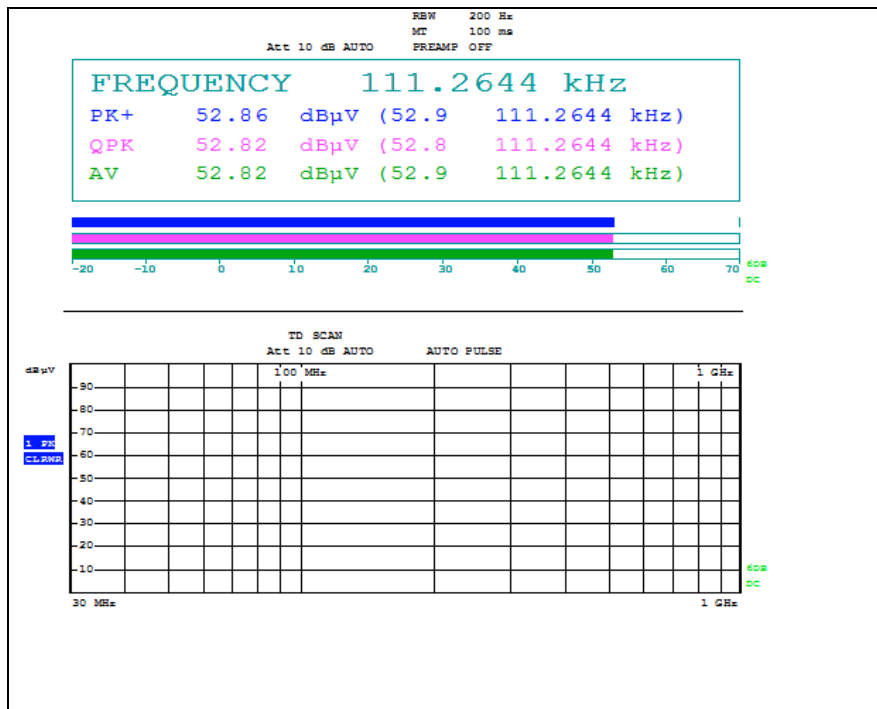 RBW 200 Hz
MT 100 ms
Att 10 dB AUTO PREAMP OFF
FREQUENCY 111.2644 kHz
PK+ 52.86 dBµV (52.9 111.2644 kHz)
QPK 52.82 dBµV (52.8 111.2644 kHz)
AV 52.82 dBµV (52.9 111.2644 kHz)
-20 -10 0 10 20 30 40 50 60 70
6DB
DC
TD SCAN
Att 10 dB AUTO AUTO PULSE
dBµV
100 MHz 1 GHz
90
80
70
1 PK
60
CLRWR
50
40
30
20
10
6DB
DC
30 MHz 1 GHz